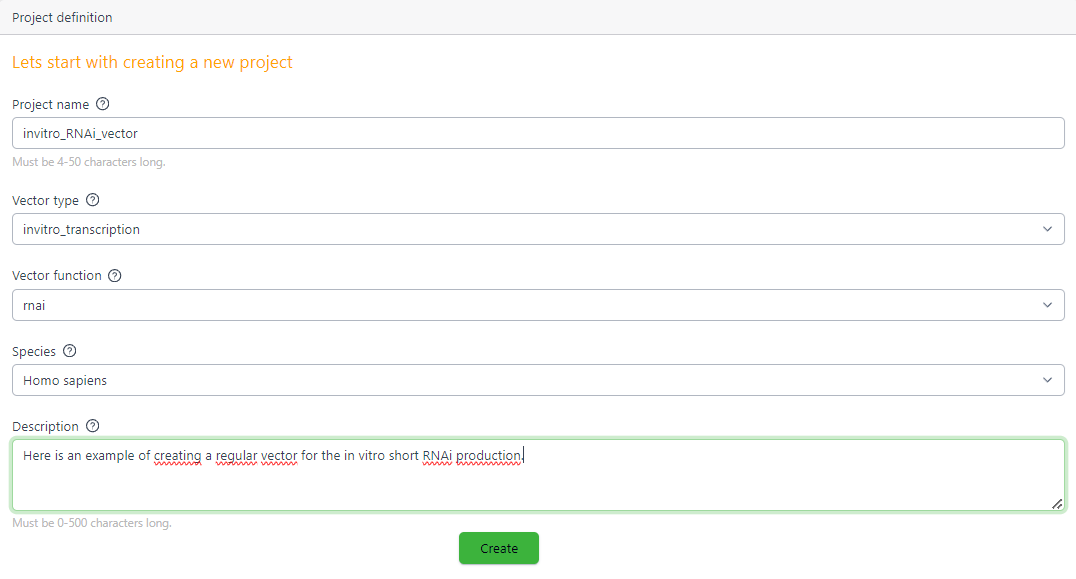 Project definition
Lets start with creating a new project
Project name
invitro_RNAi_vector
Must be 4-50 characters long.
Vector type
invitro_transcription
Vector function
rnai
Species
Homo sapiens
Description
Here is an example of creating a regular vector for the in vitro short RNAi production.
Must be 0-500 characters long.
Create